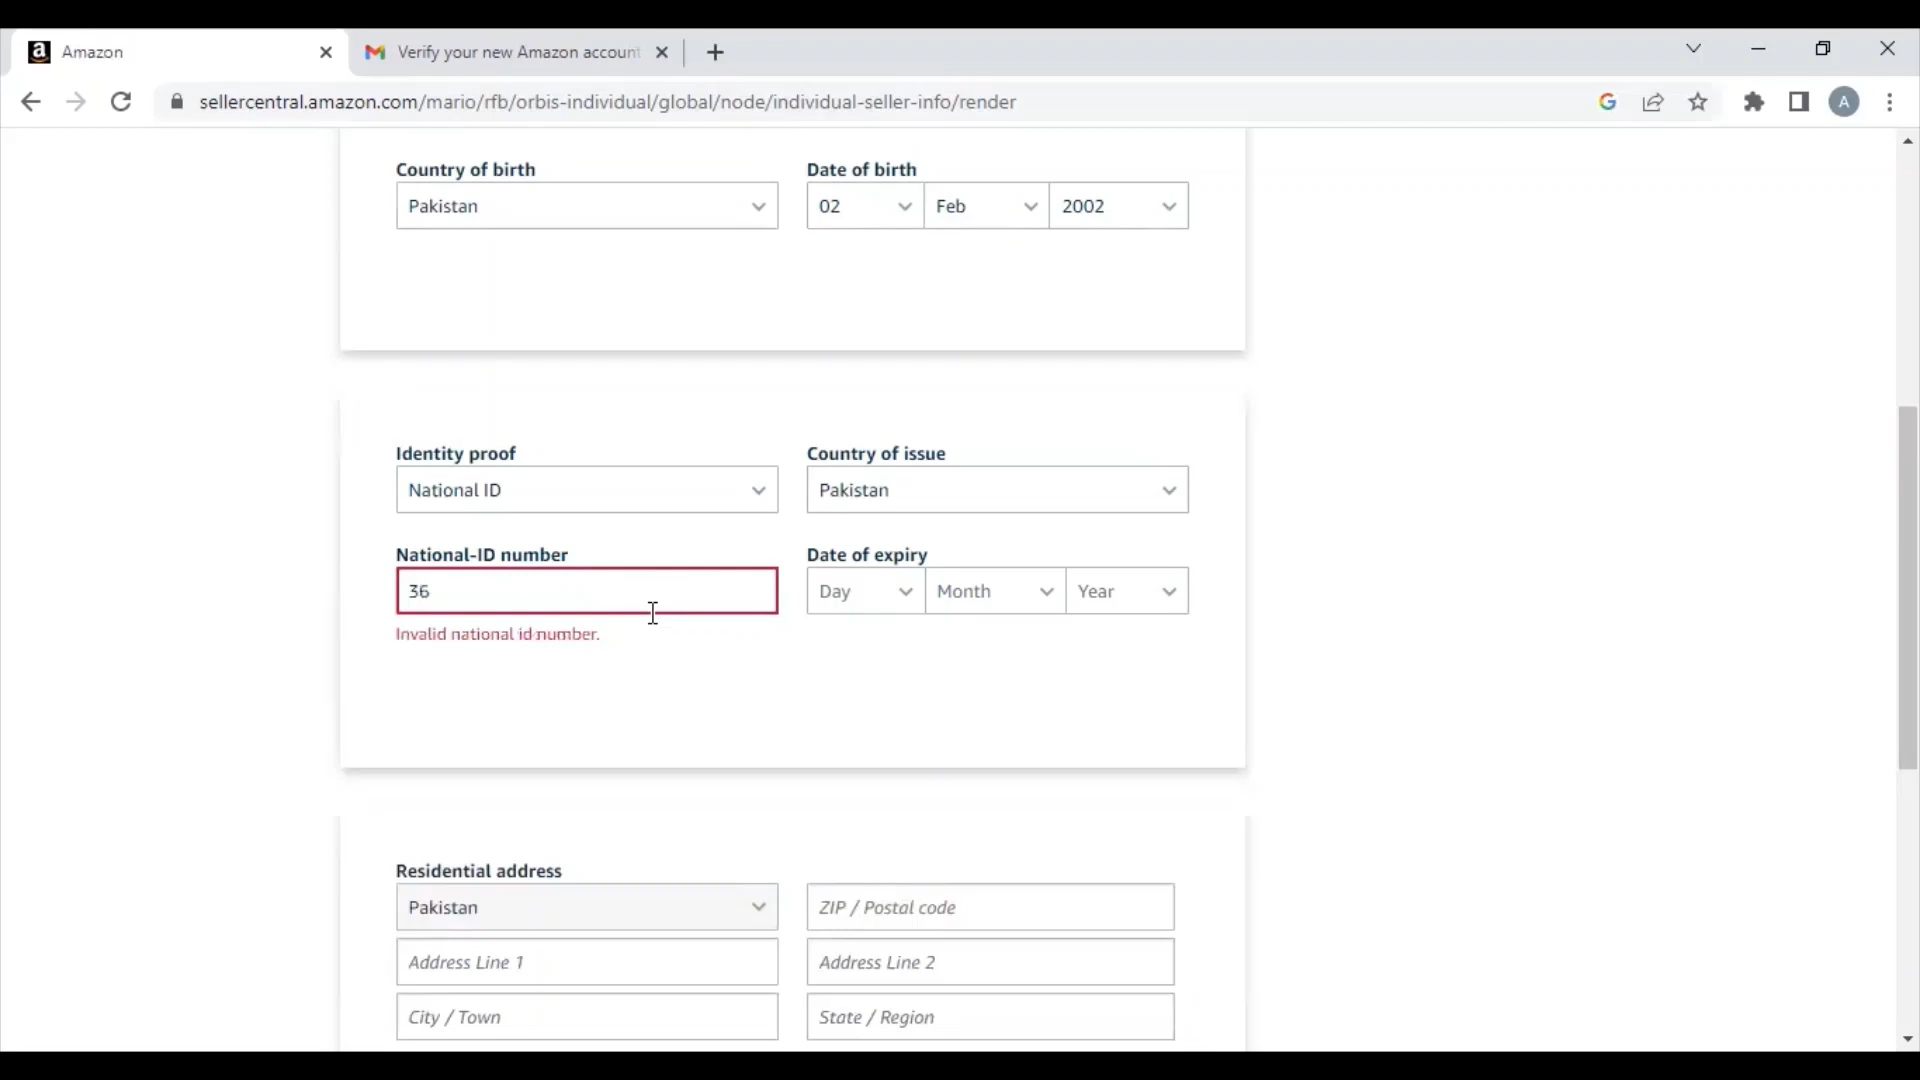 Amazon
Verify your new Amazon account
sellercentral.amazon.com/mario/rfb/orbis-individual/global/node/individual-seller-info/render
A
Country of birth
Date of birth
Pakistan
02
Feb
2002
Identity proof
Country of issue
National ID
Pakistan
National-ID number
Date of expiry
36
Day
Month
Year
Invalid national id number.
Residential address
Pakistan
ZIP / Postal code
Address Line 1
Address Line 2
City / Town
State / Region